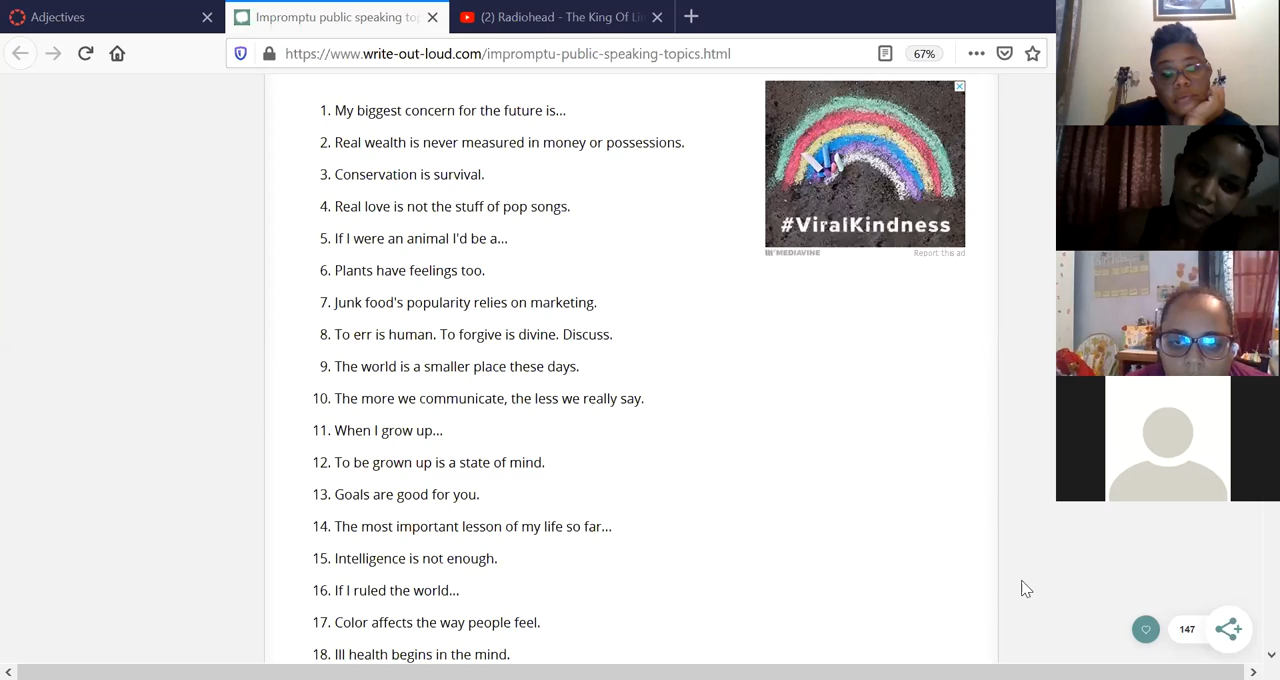 Adjectives
Impromptu public speaking to
(2) Radiohead - The King Of Li
https://www.write-out-loud.com/impromptu-public-speaking-topics.html
67%
1. My biggest concern for the future is...
2. Real wealth is never measured in money or possessions.
3. Conservation is survival.
4. Real love is not the stuff of pop songs.
5. If I were an animal I'd be a...
6. Plants have feelings too.
7. Junk food's popularity relies on marketing.
8. To err is human. To forgive is divine. Discuss.
9. The world is a smaller place these days.
10. The more we communicate, the less we really say.
11. When I grow up...
12. To be grown up is a state of mind.
13. Goals are good for you.
14. The most important lesson of my life so far...
15. Intelligence is not enough.
16. If I ruled the world...
17. Color affects the way people feel.
18. Ill health begins in the mind.
#ViralKindness
MEDIAVINE
Report this ad
147